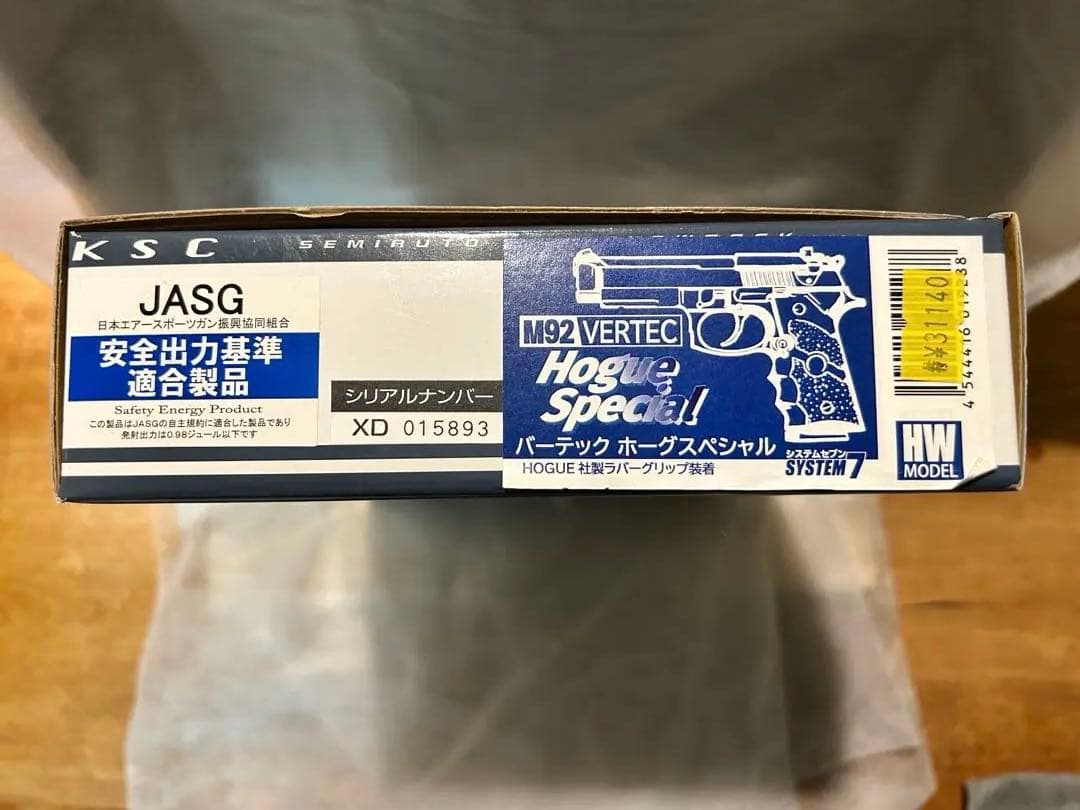 KSC
SEMIAUTO
JASG
日本エアースポーツガン振興協同組合
安全出力基準
適合製品
Safety Energy Product
この製品はJASGの自主規約に適合した製品であり
発射出力は0.98ジュール以下です
シリアルナンバー
XD 015893
M92 VERTEC
Hogue
Special
バーテック ホーグスペシャル
HOGUE 社製ラバーグリップ装着
システムセブン
SYSTEM7
¥31140
HW
MODEL